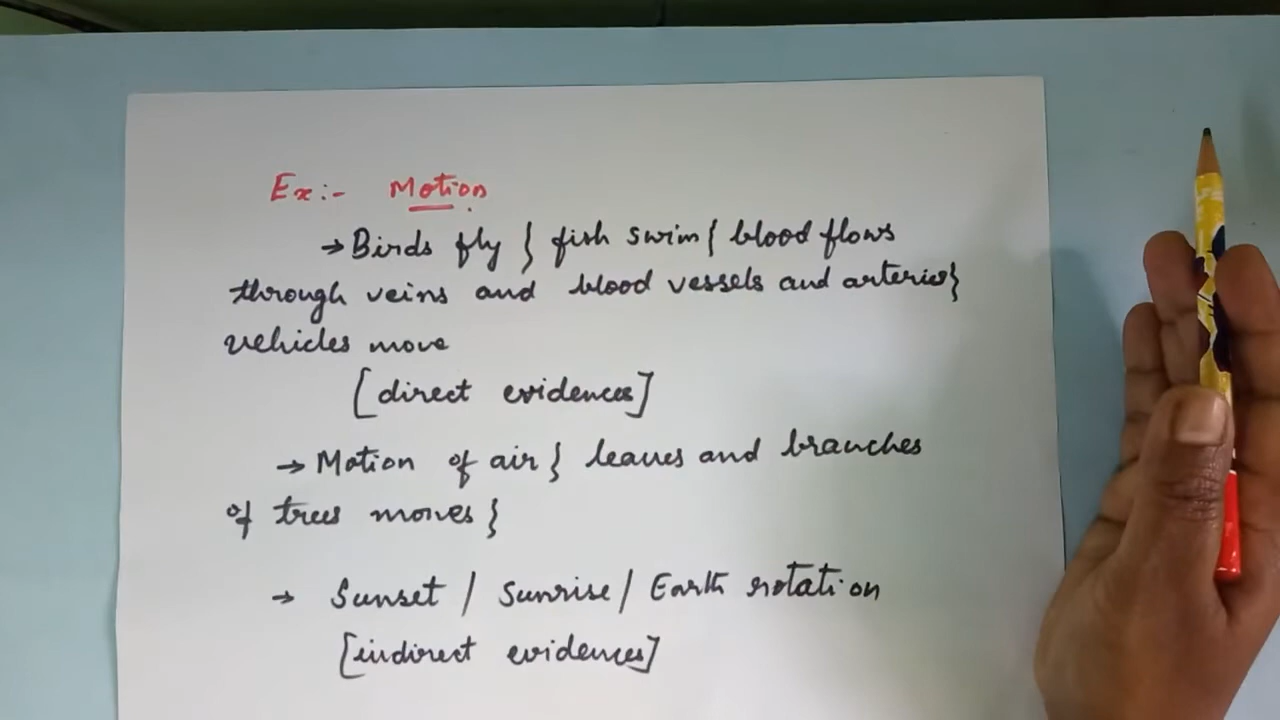 Ex:- Motion
→ Birds fly } fish swim { blood flows
through veins and blood vessels and arteries}
vehicles move
[direct evidences]
→ Motion of air } leaves and branches
of trees moves }
→ Sunset / Sunrise / Earth rotation
[indirect evidences]